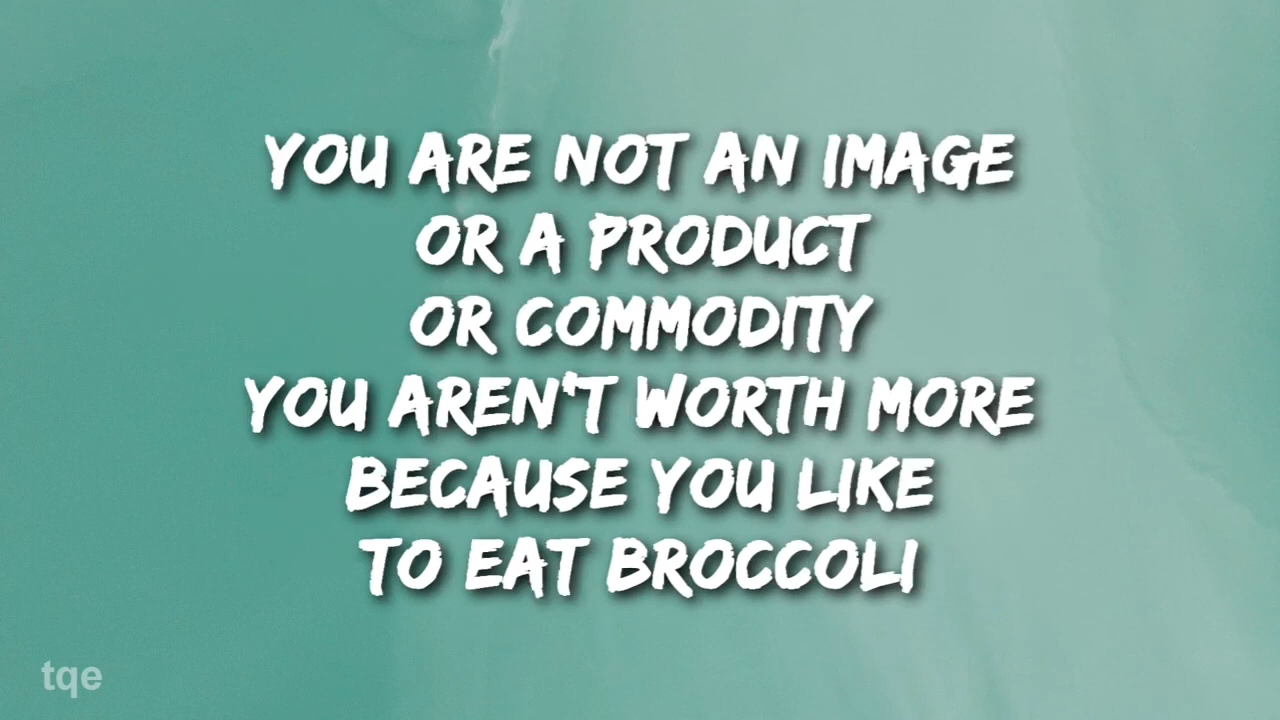 YOU ARE NOT AN IMAGE
OR A PRODUCT
OR COMMODITY
YOU AREN'T WORTH MORE
BECAUSE YOU LIKE
TO EAT BROCCOLI
tqe